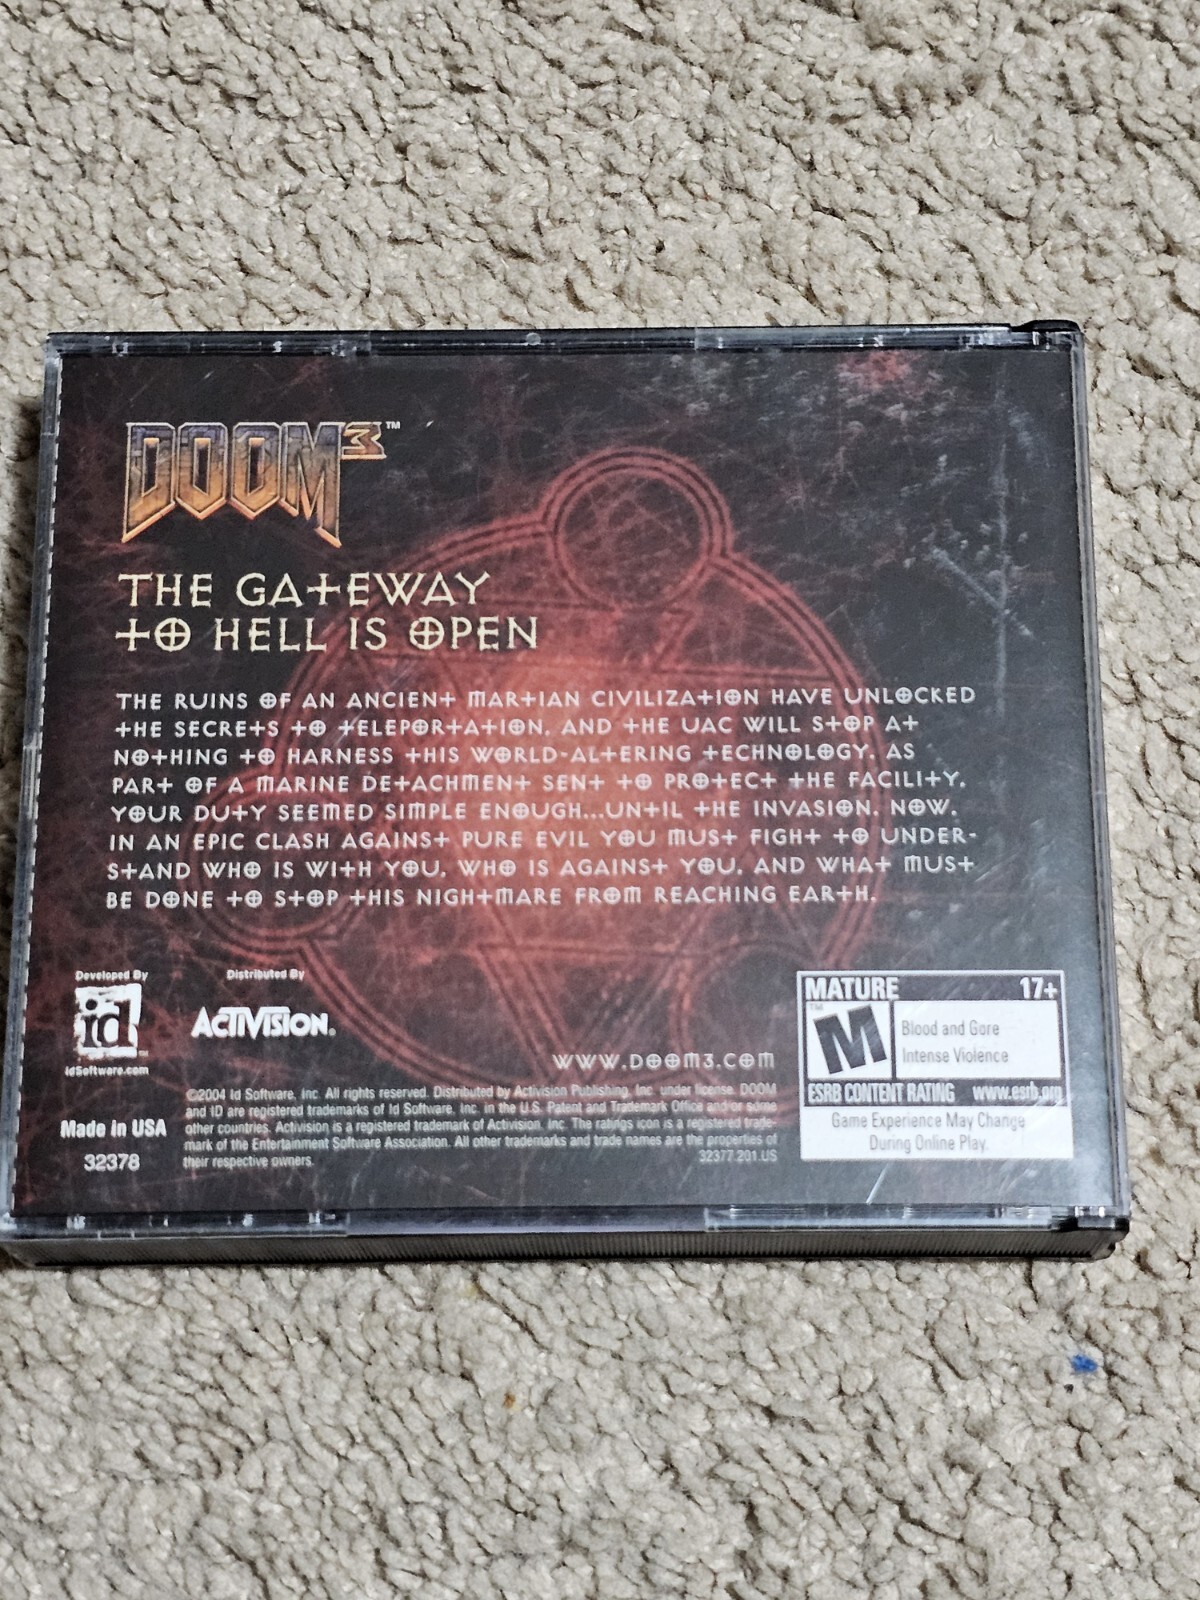 DOOM³™
THE GATEWAY
TO HELL IS OPEN
THE RUINS OF AN ANCIENT MARTIAN CIVILIZATION HAVE UNLOCKED
THE SECRETS TO TELEPORTATION, AND THE UAC WILL STOP AT
NOTHING TO HARNESS THIS WORLD-ALTERING TECHNOLOGY. AS
PART OF A MARINE DETACHMENT SENT TO PROTECT THE FACILITY,
YOUR DUTY SEEMED SIMPLE ENOUGH...UNTIL THE INVASION. NOW,
IN AN EPIC CLASH AGAINST PURE EVIL YOU MUST FIGHT TO UNDER-
STAND WHO IS WITH YOU, WHO IS AGAINST YOU, AND WHAT MUST
BE DONE TO STOP THIS NIGHTMARE FROM REACHING EARTH.
Developed By
id™
idSoftware.com
Distributed By
ACTIVISION®
WWW.DOOM3.COM
Made in USA
32378
©2004 Id Software, Inc. All rights reserved. Distributed by Activision Publishing, Inc. under license. DOOM
and ID are registered trademarks of Id Software, Inc. in the U.S. Patent and Trademark Office and/or some
other countries. Activision is a registered trademark of Activision, Inc. The ratings icon is a registered trade-
mark of the Entertainment Software Association. All other trademarks and trade names are the properties of
their respective owners.
32377.201.US
MATURE 17+
M™
Blood and Gore
Intense Violence
ESRB CONTENT RATING www.esrb.org
Game Experience May Change
During Online Play.